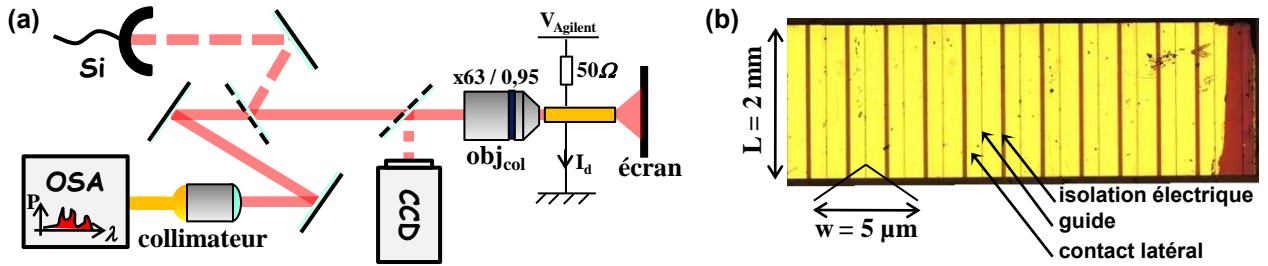 (a)
Si
V_Agilent
50Ω
x63 / 0,95
obj_col
I_d
écran
OSA
P
λ
collimateur
CCD
(b)
L = 2 mm
w = 5 µm
isolation électrique
guide
contact latéral